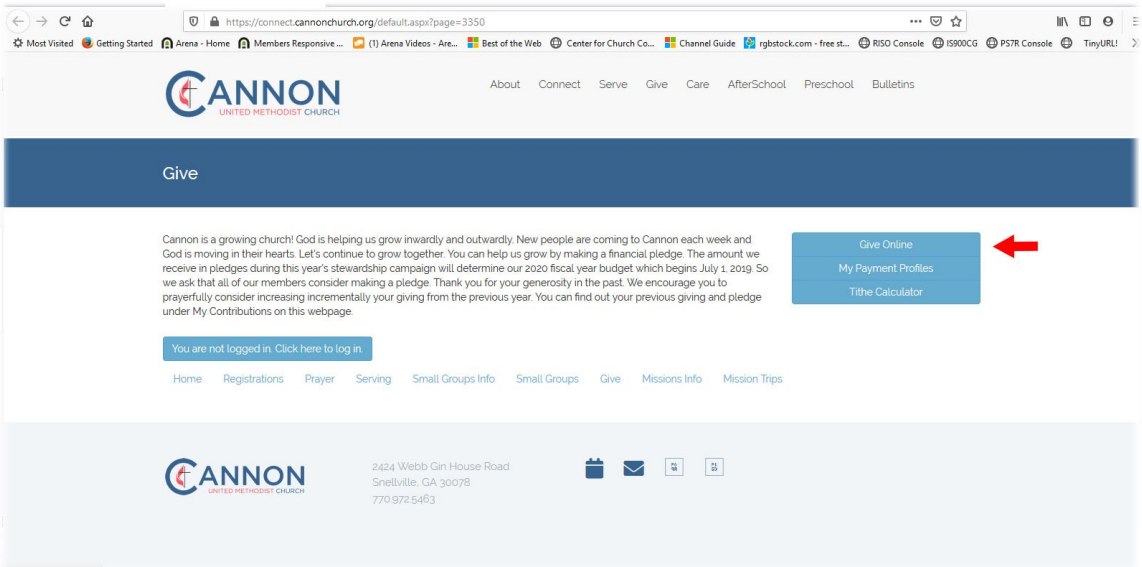 https://connect.cannonchurch.org/default.aspx?page=3350
Most Visited Getting Started Arena - Home Members Responsive ... (1) Arena Videos - Are... Best of the Web Center for Church Co... Channel Guide rgbstock.com - free st... RISO Console IS900CG PS7R Console TinyURL!
CANNON
UNITED METHODIST CHURCH
About Connect Serve Give Care AfterSchool Preschool Bulletins
Give
Cannon is a growing church! God is helping us grow inwardly and outwardly. New people are coming to Cannon each week and
God is moving in their hearts. Let's continue to grow together. You can help us grow by making a financial pledge. The amount we
receive in pledges during this year's stewardship campaign will determine our 2020 fiscal year budget which begins July 1, 2019. So
we ask that all of our members consider making a pledge. Thank you for your generosity in the past. We encourage you to
prayerfully consider increasing incrementally your giving from the previous year. You can find out your previous giving and pledge
under My Contributions on this webpage.
Give Online
My Payment Profiles
Tithe Calculator
You are not logged in. Click here to log in.
Home Registrations Prayer Serving Small Groups Info Small Groups Give Missions Info Mission Trips
CANNON
UNITED METHODIST CHURCH
2424 Webb Gin House Road
Snellville, GA 30078
770.972.5463